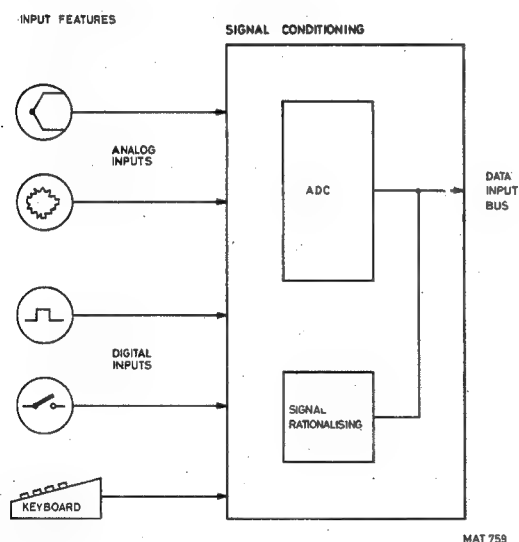 INPUT FEATURES
SIGNAL CONDITIONING
ANALOG
INPUTS
ADC
DATA
INPUT
BUS
DIGITAL
INPUTS
SIGNAL
RATIONALISING
KEYBOARD
MAT 759